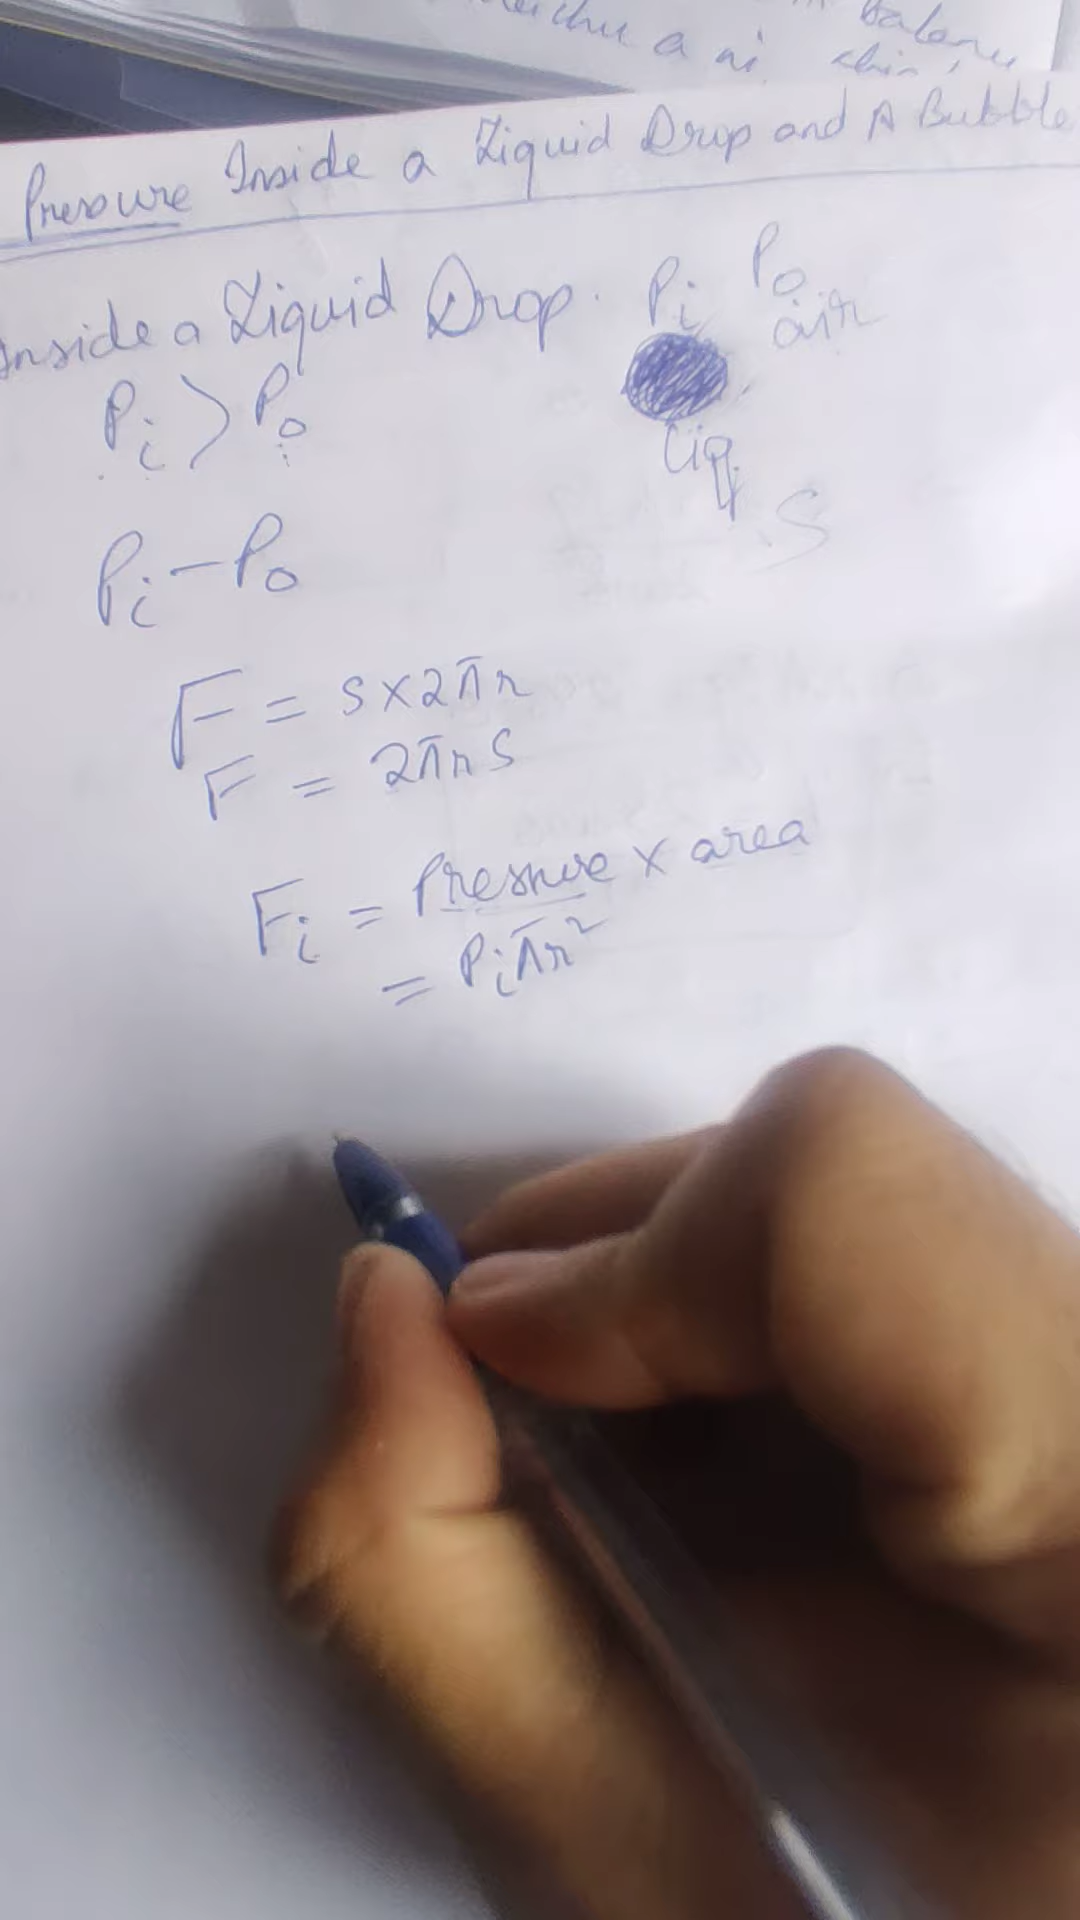 balance
a
Pressure Inside a Liquid Drop and A Bubble
Inside a Liquid Drop.
Pi Po
air
Pi > Po
liq.
S
Pi - Po
F = S x 2πr
F = 2πrS
Fi = Pressure x area
= Piπr²